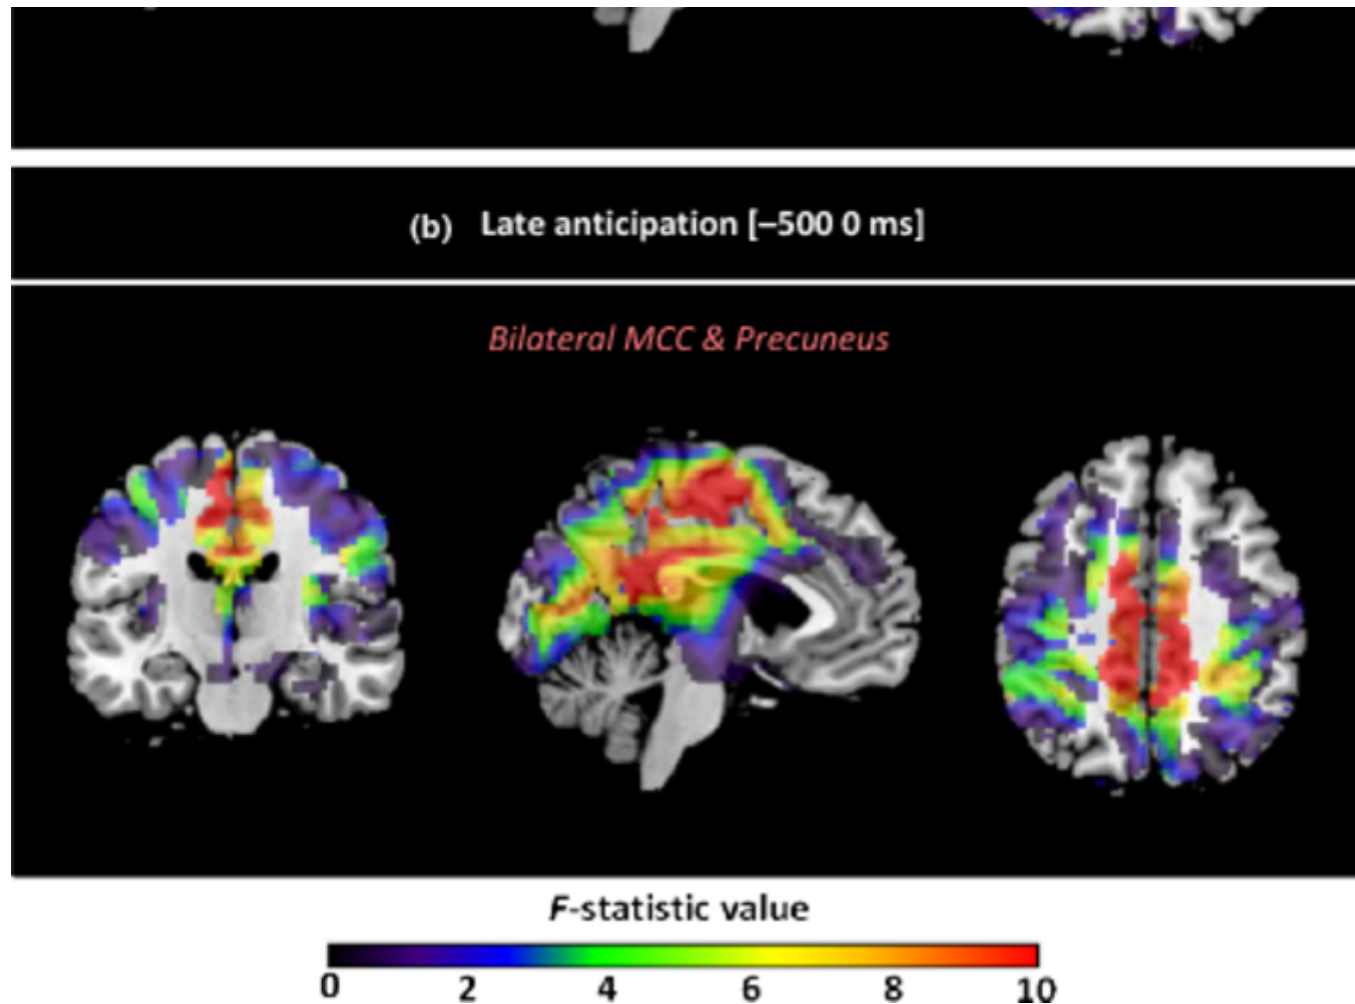 (b) Late anticipation [–500 0 ms]
Bilateral MCC & Precuneus
F-statistic value
0 2 4 6 8 10